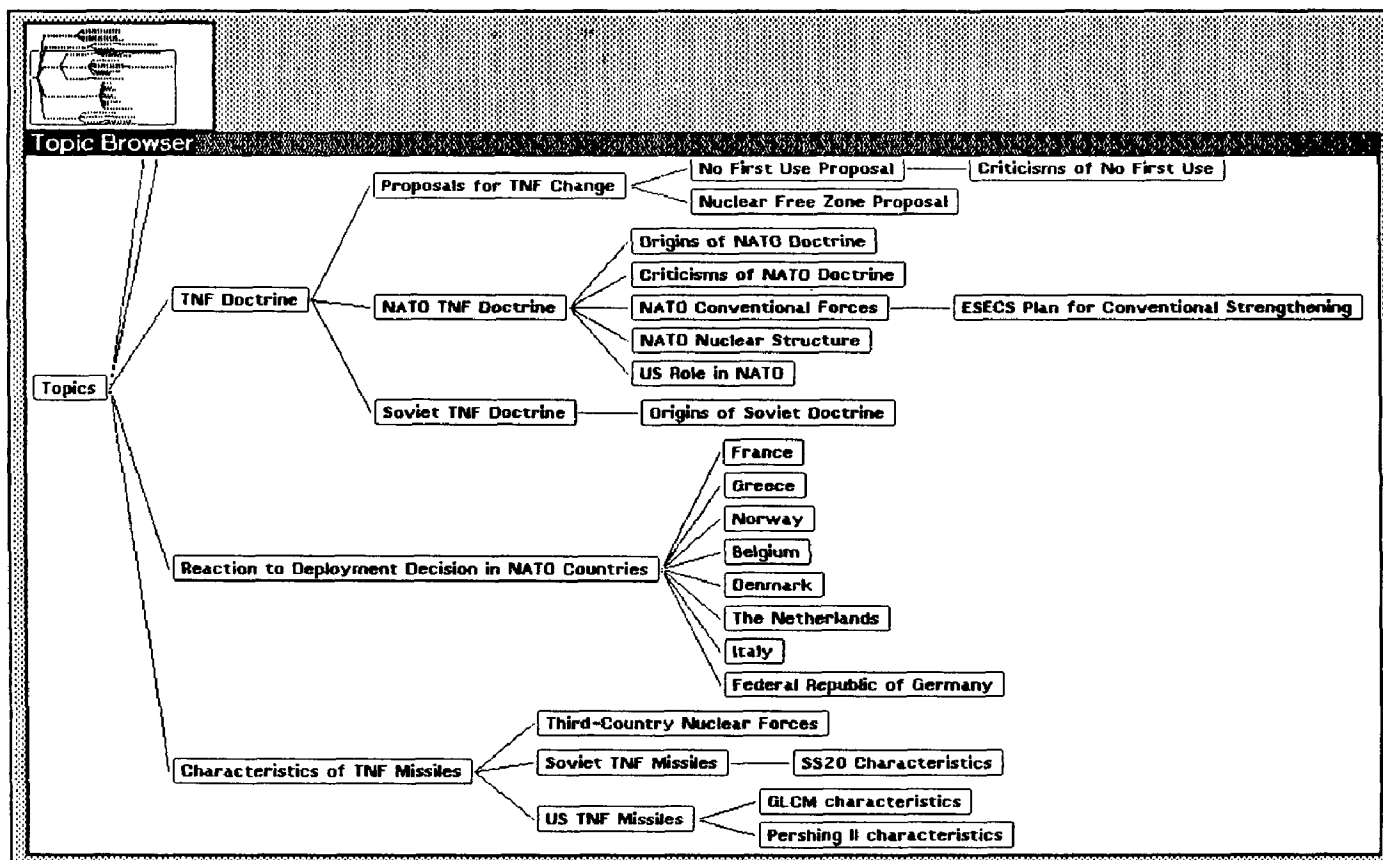 Topic Browser
No First Use Proposal
Criticisms of No First Use
Proposals for TNF Change
Nuclear Free Zone Proposal
Origins of NATO Doctrine
Criticisms of NATO Doctrine
TNF Doctrine
NATO TNF Doctrine
NATO Conventional Forces
ESECS Plan for Conventional Strengthening
NATO Nuclear Structure
US Role in NATO
Topics
Soviet TNF Doctrine
Origins of Soviet Doctrine
France
Greece
Norway
Belgium
Reaction to Deployment Decision in NATO Countries
Denmark
The Netherlands
Italy
Federal Republic of Germany
Third-Country Nuclear Forces
Characteristics of TNF Missiles
Soviet TNF Missiles
SS20 Characteristics
GLCM characteristics
US TNF Missiles
Pershing II characteristics